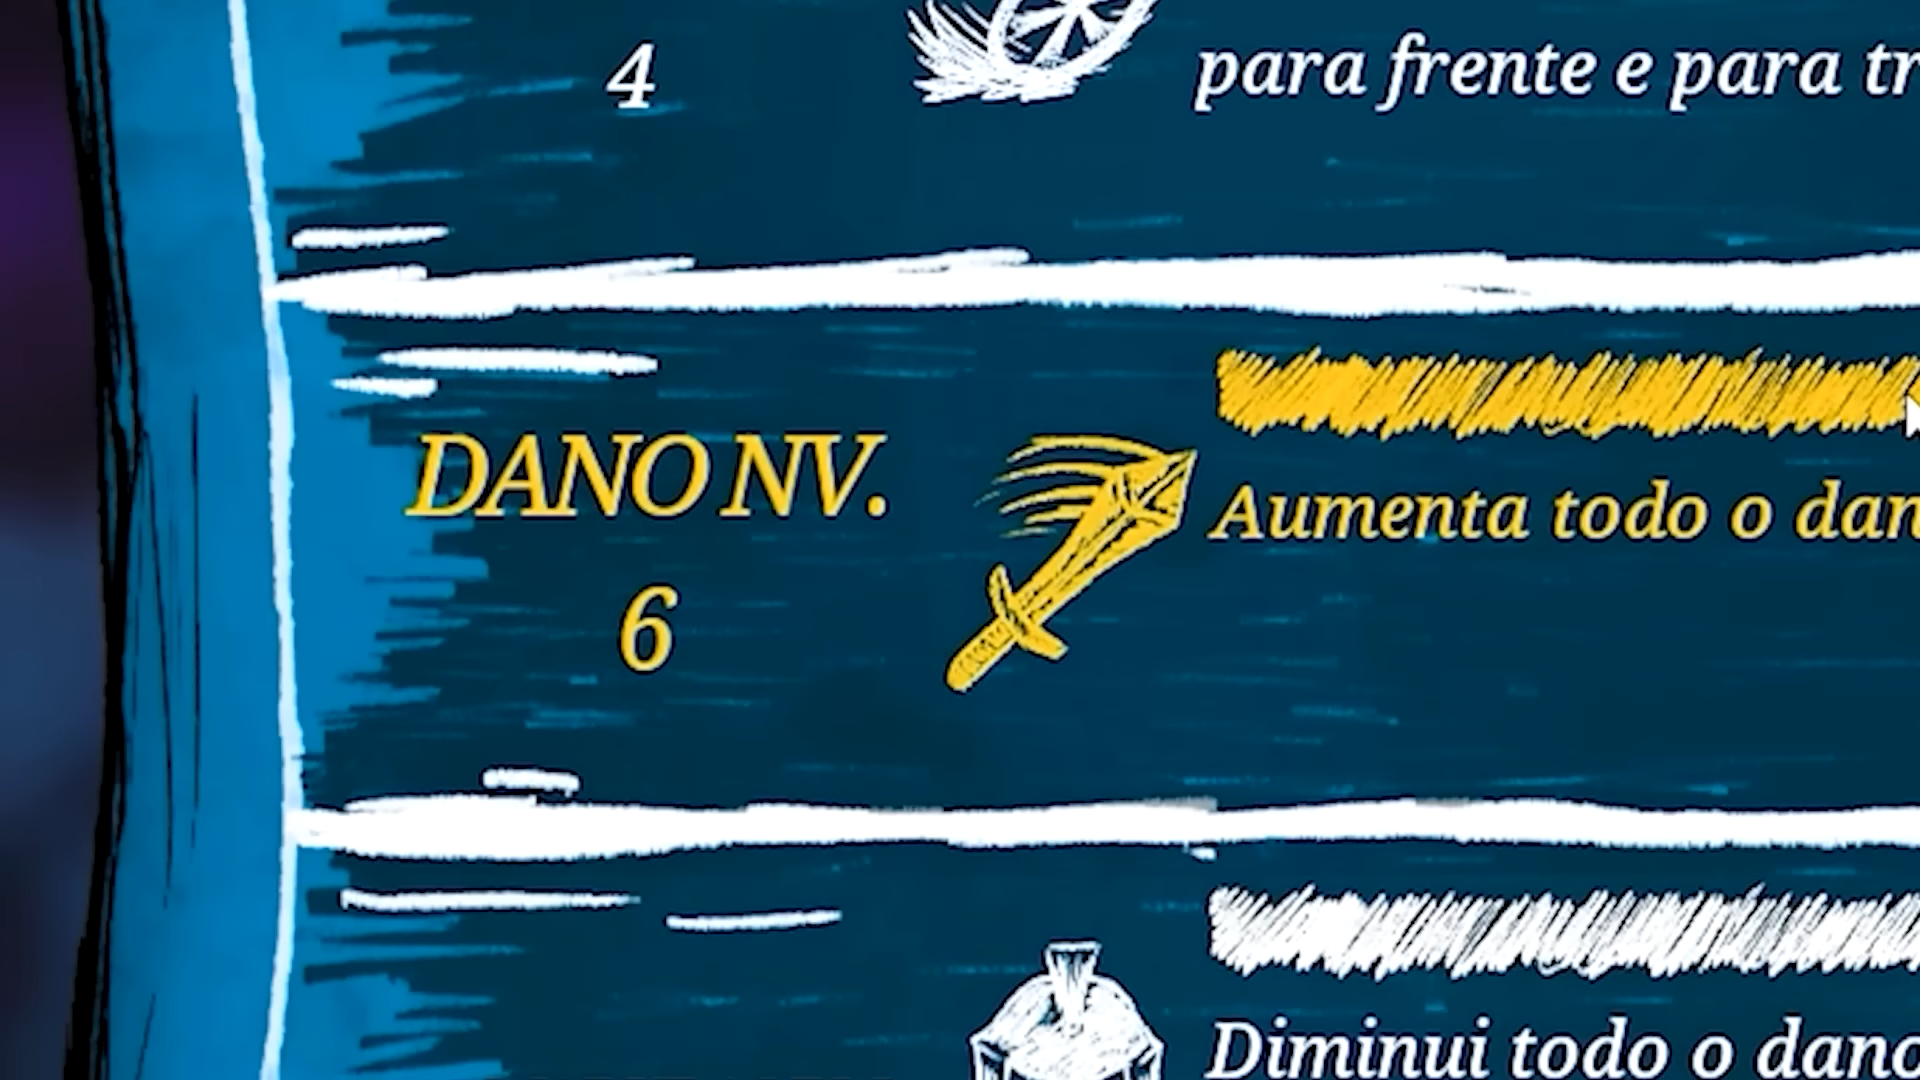 4
para frente e para tr
DANO NV.
6
Aumenta todo o dan
Diminui todo o dano